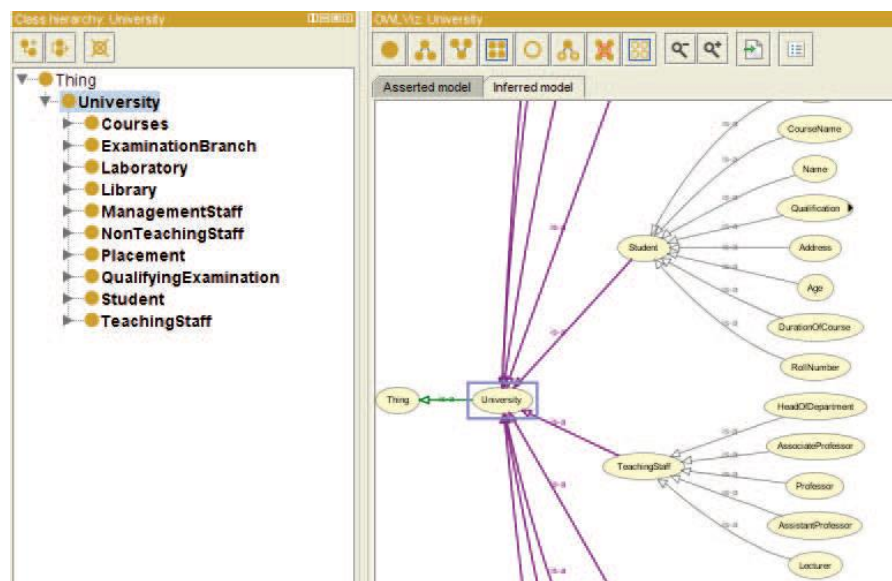 Class hierarchy: University
OWLViz: University
Asserted model
Inferred model
Thing
University
Courses
ExaminationBranch
Laboratory
Library
ManagementStaff
NonTeachingStaff
Placement
QualifyingExamination
Student
TeachingStaff
CourseName
Name
Qualification
Student
Address
Age
DurationOfCourse
RollNumber
Thing
University
HeadOfDepartment
AssociateProfessor
TeachingStaff
Professor
AssistantProfessor
Lecturer